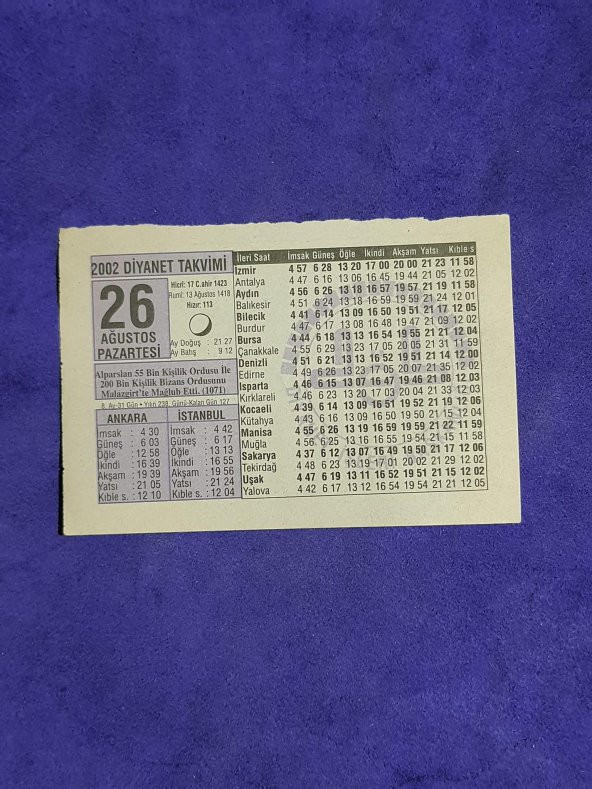 2002 DİYANET TAKVİMİ
26
AĞUSTOS
PAZARTESİ
Hicrî: 17 C.ahir 1423
Rumî: 13 Ağustos 1418
Hızır: 113
Ay Doğuş : 21 27
Ay Batış : 9 12
Alparslan 55 Bin Kişilik Ordusu ile
200 Bin Kişilik Bizans Ordusunu
Malazgirt'te Mağlub Etti. (1071)
8. Ay-31 Gün • Yılın 238. Günü-Kalan Gün 127
ANKARA
İmsak : 4 30
Güneş : 6 03
Öğle : 12 58
İkindi : 16 39
Akşam : 19 39
Yatsı : 21 05
Kıble s. : 12 10
İSTANBUL
İmsak : 4 42
Güneş : 6 17
Öğle : 13 13
İkindi : 16 55
Akşam : 19 56
Yatsı : 21 24
Kıble s. : 12 04
İleri Saat İmsak Güneş Öğle İkindi Akşam Yatsı Kıble s
İzmir 4 57 6 28 13 20 17 00 20 00 21 23 11 58
Antalya 4 47 6 16 13 06 16 45 19 44 21 05 12 02
Aydın 4 56 6 26 13 18 16 57 19 57 21 19 11 58
Balıkesir 4 51 6 24 13 18 16 59 19 59 21 24 12 01
Bilecik 4 41 6 14 13 09 16 50 19 51 21 17 12 05
Burdur 4 50 6 17 13 08 16 48 19 47 21 09 12 02
Bursa 4 44 6 18 13 13 16 54 19 55 21 21 12 04
Çanakkale 4 55 6 29 13 23 17 05 20 05 21 31 11 59
Denizli 4 51 6 21 13 13 16 52 19 51 21 14 12 00
Edirne 4 49 6 26 13 23 17 05 20 07 21 35 12 02
Isparta 4 46 6 15 13 07 16 47 19 46 21 08 12 03
Kırklareli 4 46 6 23 13 20 17 03 20 04 21 33 12 03
Kocaeli 4 39 6 14 13 09 16 51 19 52 21 19 12 06
Kütahya 4 43 6 16 13 10 16 50 19 50 21 15 12 04
Manisa 4 55 6 26 13 19 16 59 19 59 21 22 11 59
Muğla 4 56 6 25 13 16 16 55 19 54 21 15 11 58
Sakarya 4 37 6 12 13 07 16 49 19 50 21 17 12 06
Tekirdağ 4 48 6 23 13 19 17 01 20 02 21 29 12 02
Uşak 4 47 6 19 13 11 16 52 19 51 21 15 12 02
Yalova 4 42 6 17 13 12 16 54 19 54 21 21 12 05